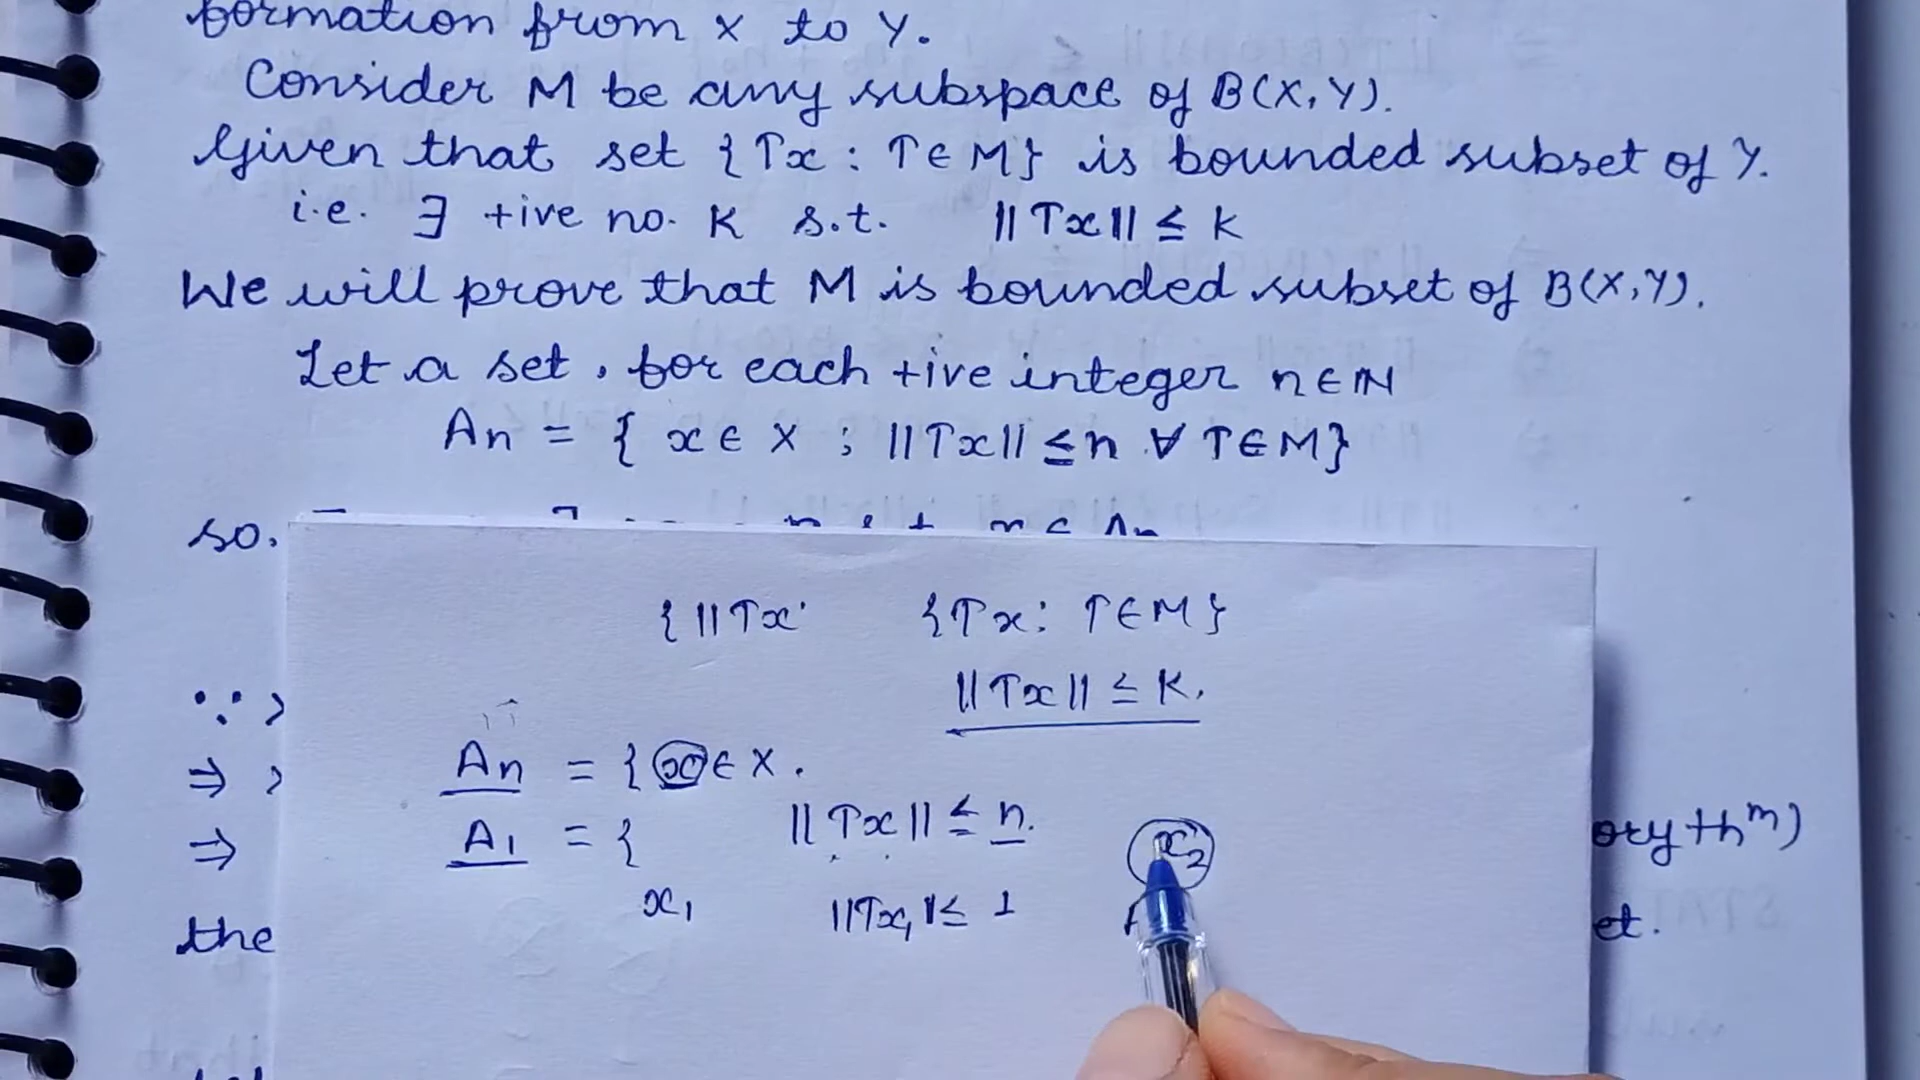 formation from X to Y.
Consider M be any subspace of B(X,Y).
Given that set {Tx : T∈M} is bounded subset of Y.
i.e. ∃ +ive no. K s.t. ||Tx|| ≤ K
We will prove that M is bounded subset of B(X,Y).
Let a set, for each +ive integer n∈ℕ
An = { x∈X ; ||Tx|| ≤n ∀ T∈M}
so,
{||Tx {Tx: T∈M}
||Tx|| ≤ K.
∵
An = {x∈X.
⇒
||Tx|| ≤ n.
⇒ A1 = { x2 ory thm)
x1 ||Tx1|| ≤ 1
the et.